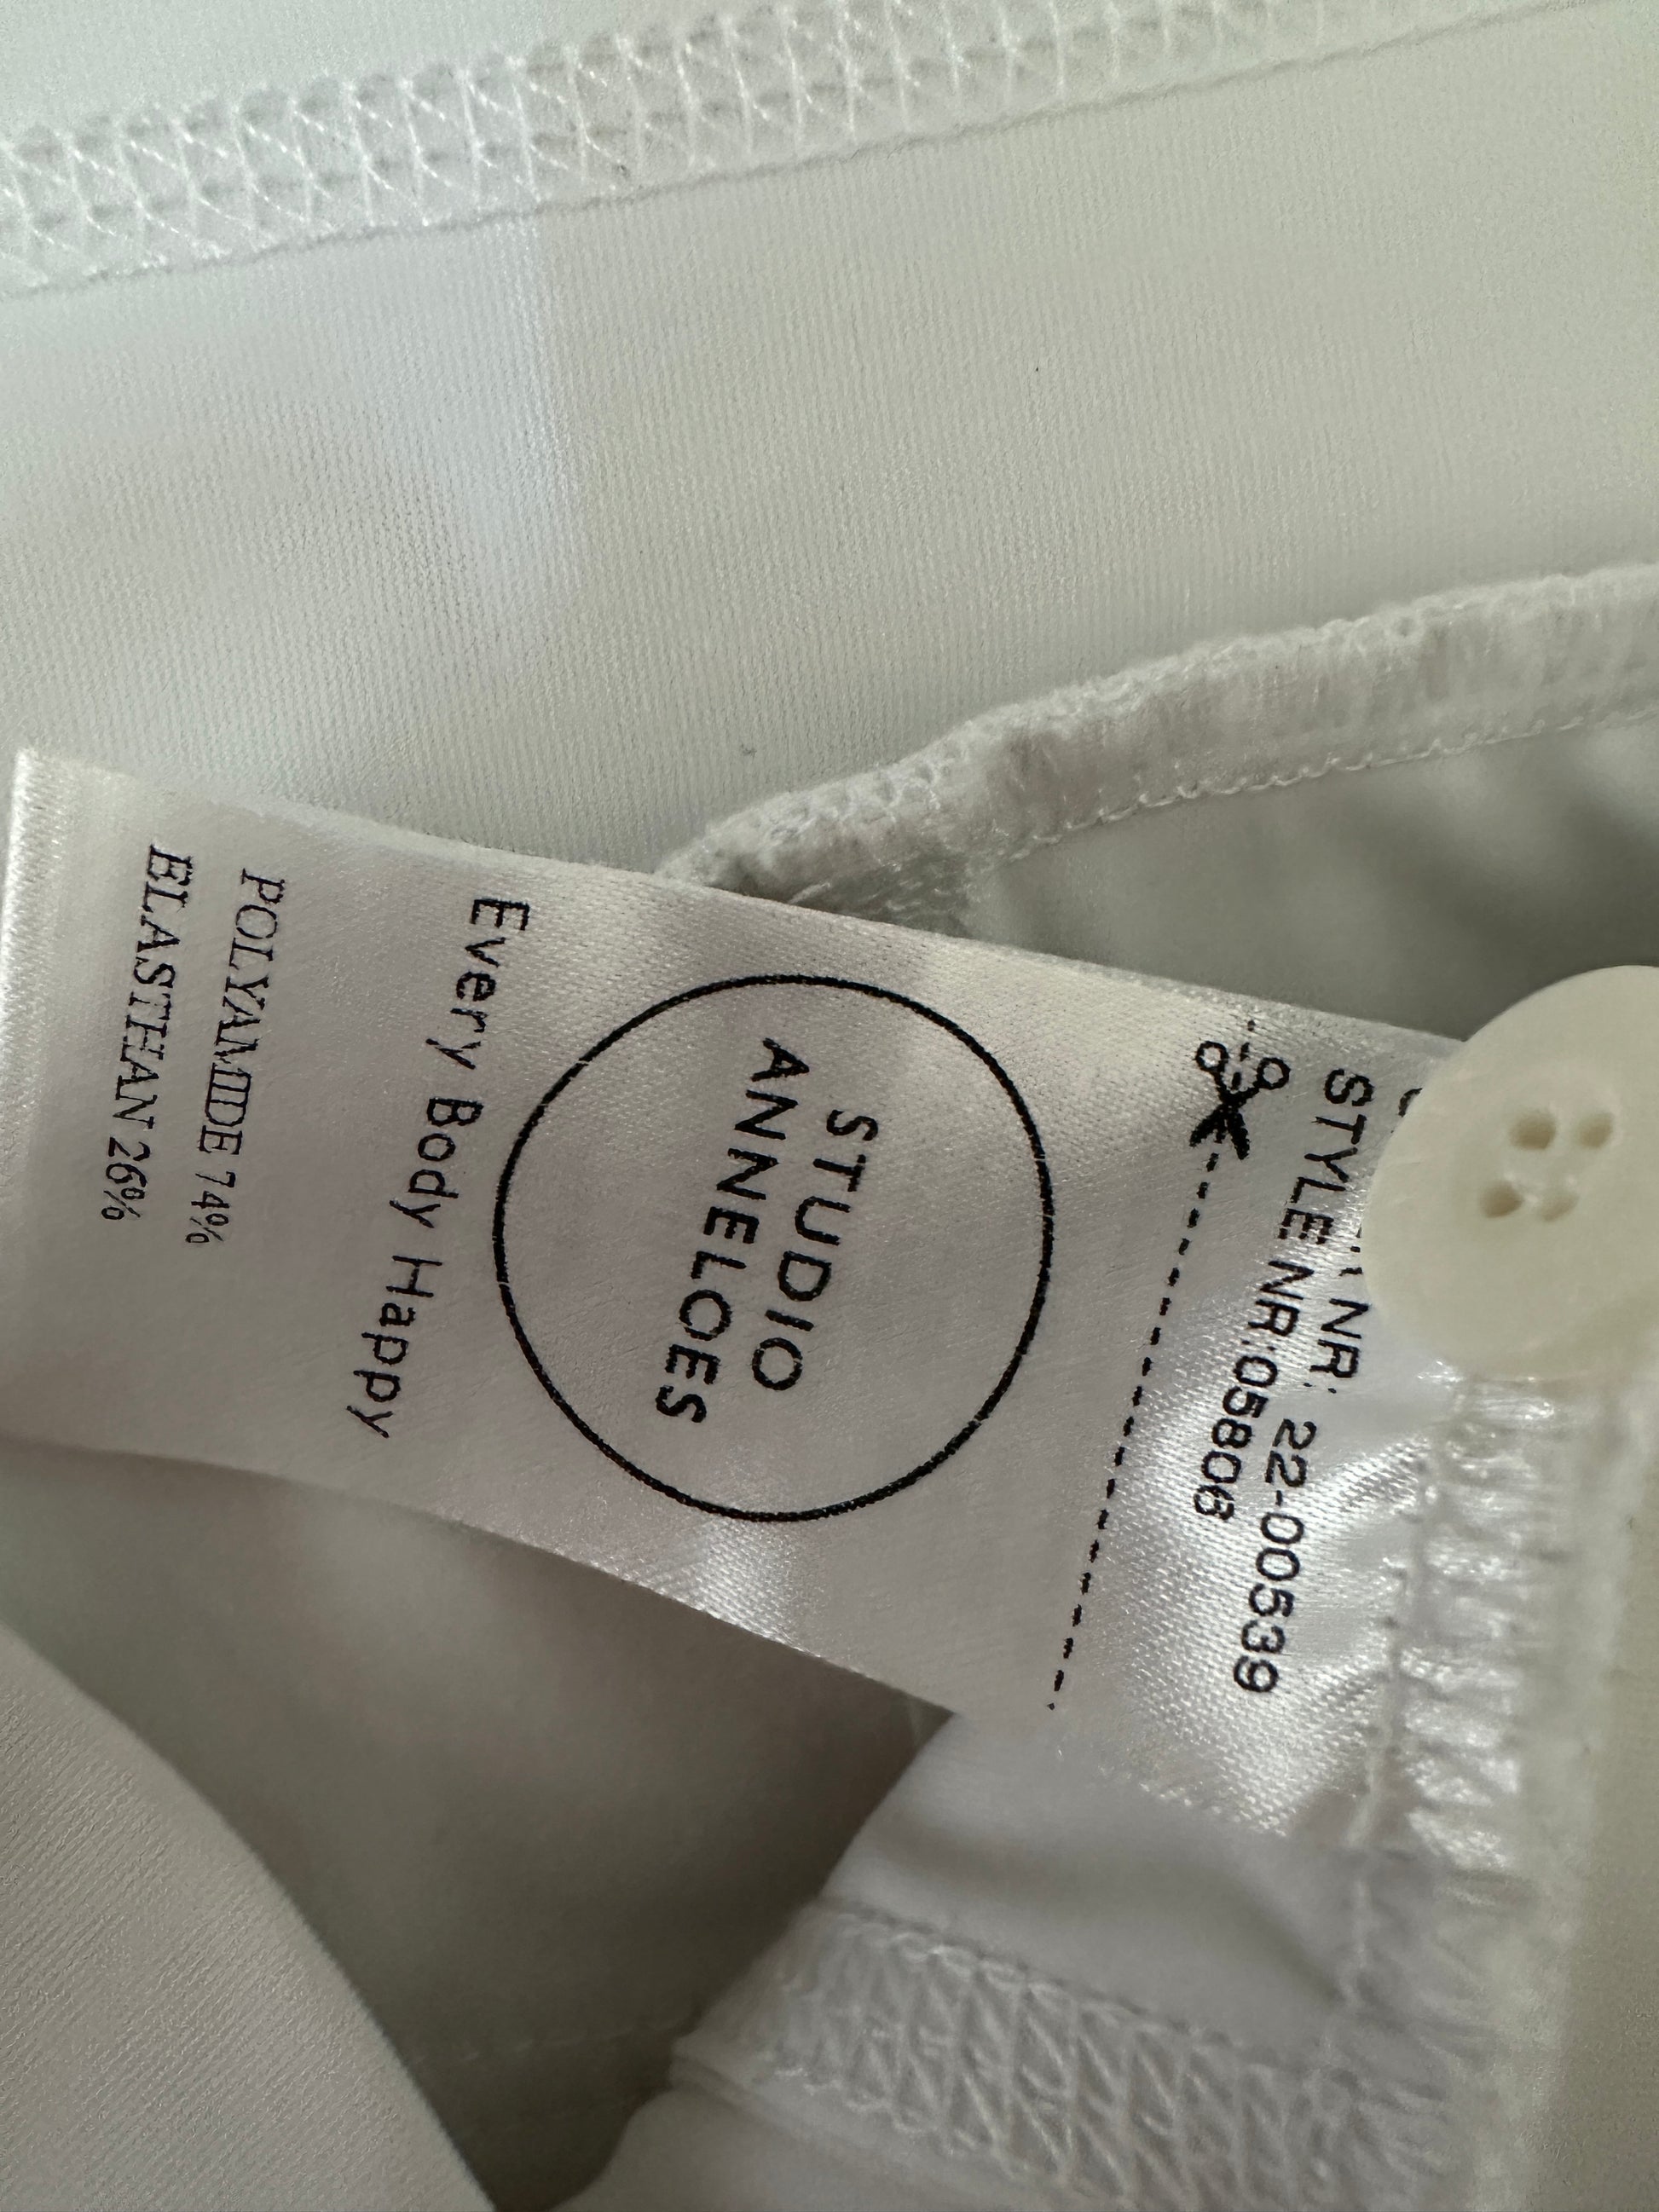 NR: 22-00539
STYLE NR:05806
STUDIO
ANNELOES
Every Body Happy
POLYAMIDE 74%
ELASTHAN 26%